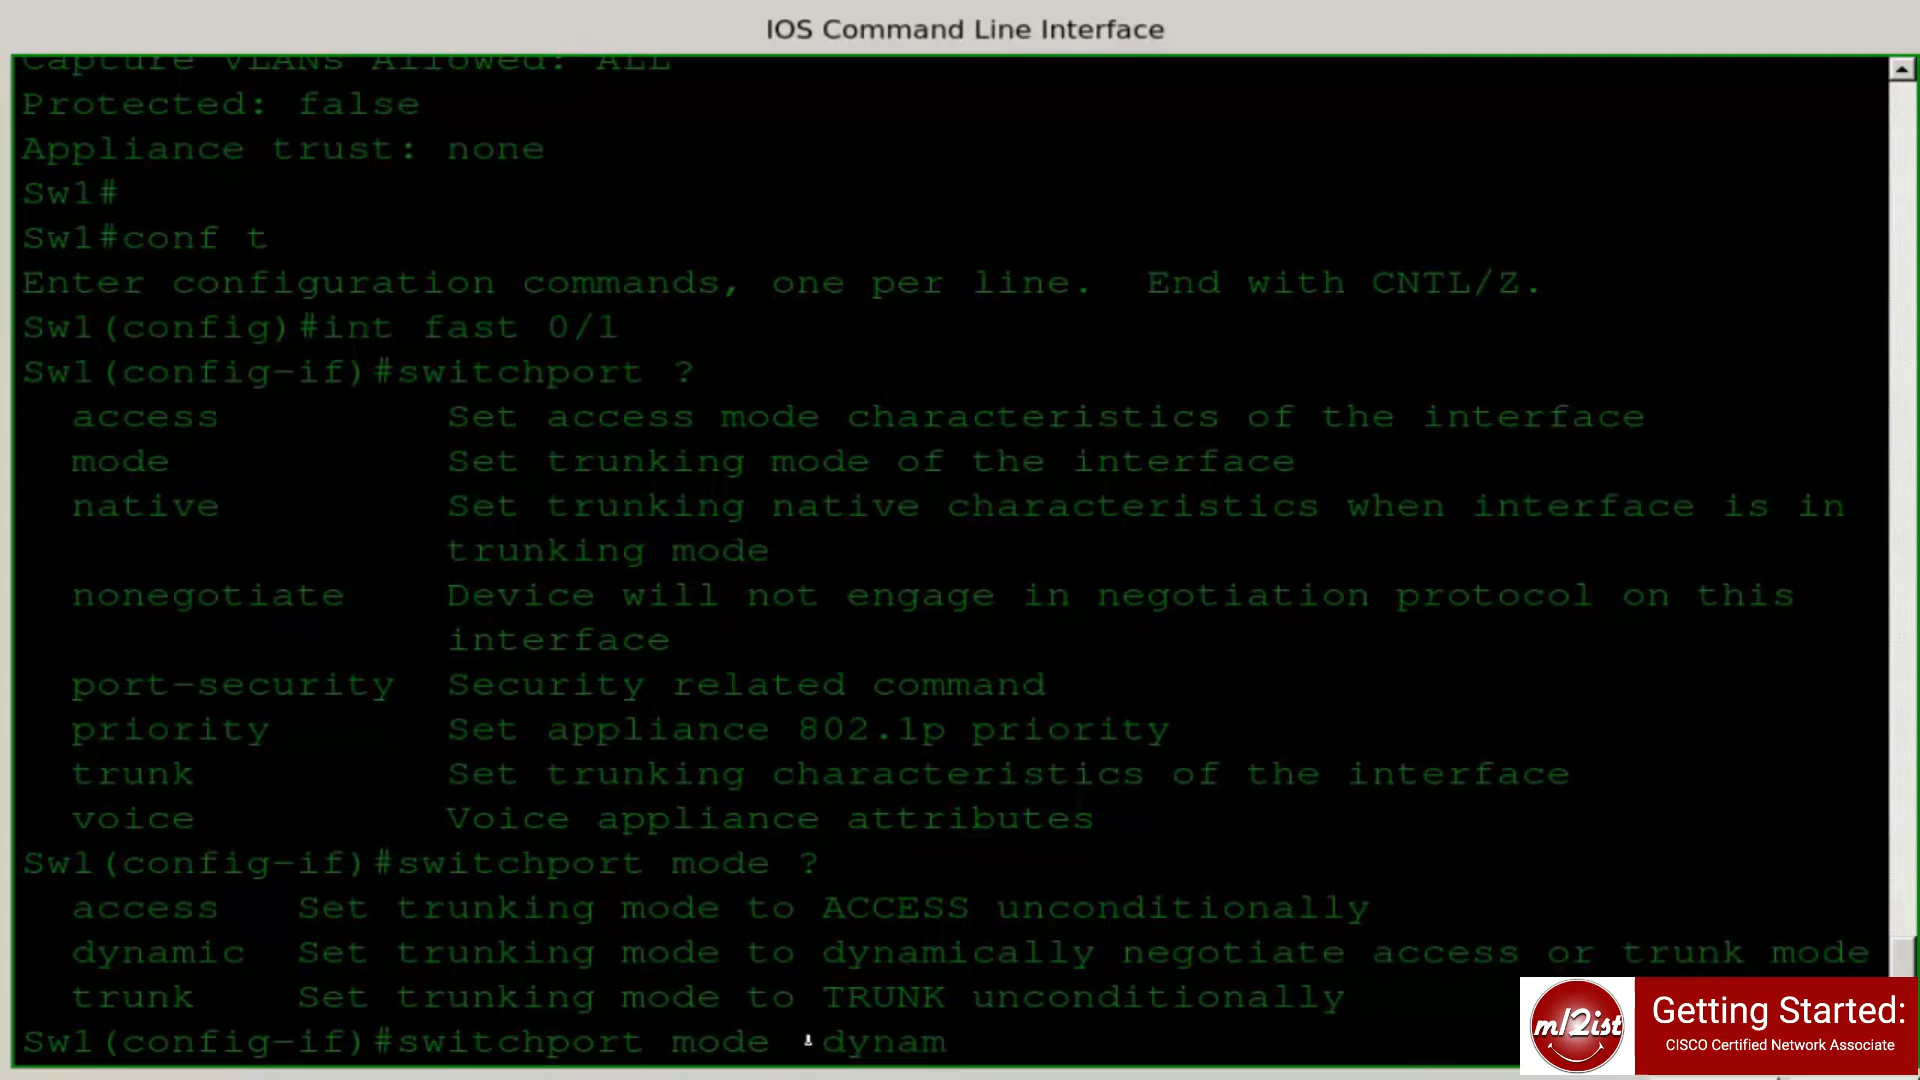 IOS Command Line Interface
Capture VLANs Allowed: ALL
Protected: false
Appliance trust: none
Sw1#
Sw1#conf t
Enter configuration commands, one per line.  End with CNTL/Z.
Sw1(config)#int fast 0/1
Sw1(config-if)#switchport ?
  access         Set access mode characteristics of the interface
  mode           Set trunking mode of the interface
  native         Set trunking native characteristics when interface is in
                 trunking mode
  nonegotiate    Device will not engage in negotiation protocol on this
                 interface
  port-security  Security related command
  priority       Set appliance 802.1p priority
  trunk          Set trunking characteristics of the interface
  voice          Voice appliance attributes
Sw1(config-if)#switchport mode ?
  access   Set trunking mode to ACCESS unconditionally
  dynamic  Set trunking mode to dynamically negotiate access or trunk mode
  trunk    Set trunking mode to TRUNK unconditionally
Sw1(config-if)#switchport mode  dynam
ml2ist
Getting Started:
CISCO Certified Network Associate